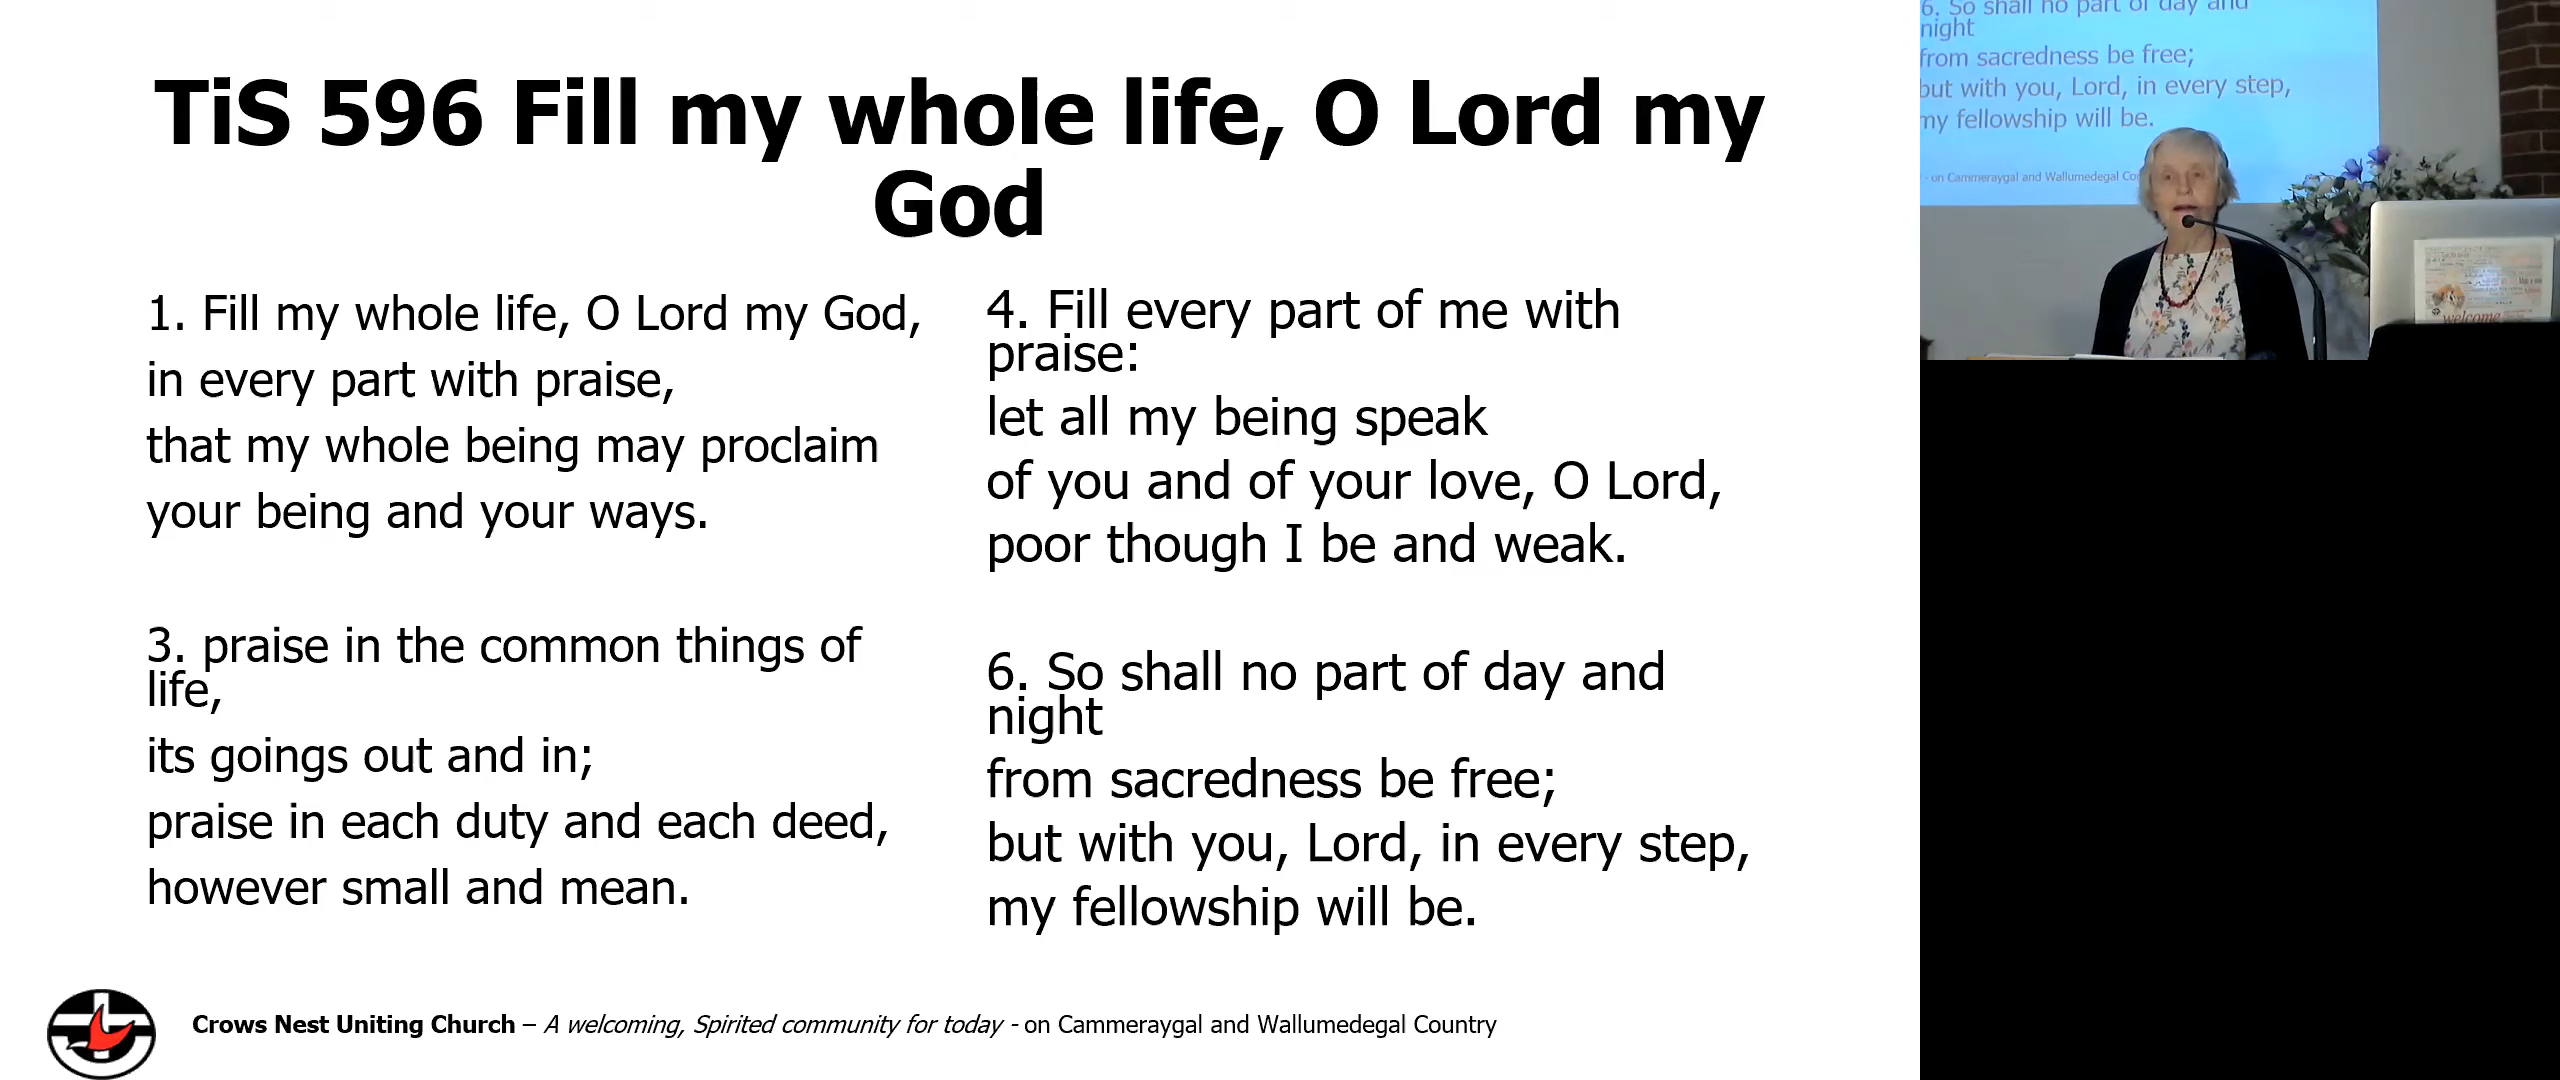 TiS 596 Fill my whole life, O Lord my
God
1. Fill my whole life, O Lord my God,
in every part with praise,
that my whole being may proclaim
your being and your ways.
3. praise in the common things of
life,
its goings out and in;
praise in each duty and each deed,
however small and mean.
4. Fill every part of me with
praise:
let all my being speak
of you and of your love, O Lord,
poor though I be and weak.
6. So shall no part of day and
night
from sacredness be free;
but with you, Lord, in every step,
my fellowship will be.
Crows Nest Uniting Church – A welcoming, Spirited community for today - on Cammeraygal and Wallumedegal Country
6. So shall no part of day and
night
from sacredness be free;
but with you, Lord, in every step,
my fellowship will be.
- on Cammeraygal and Wallumedegal Cou
welcome